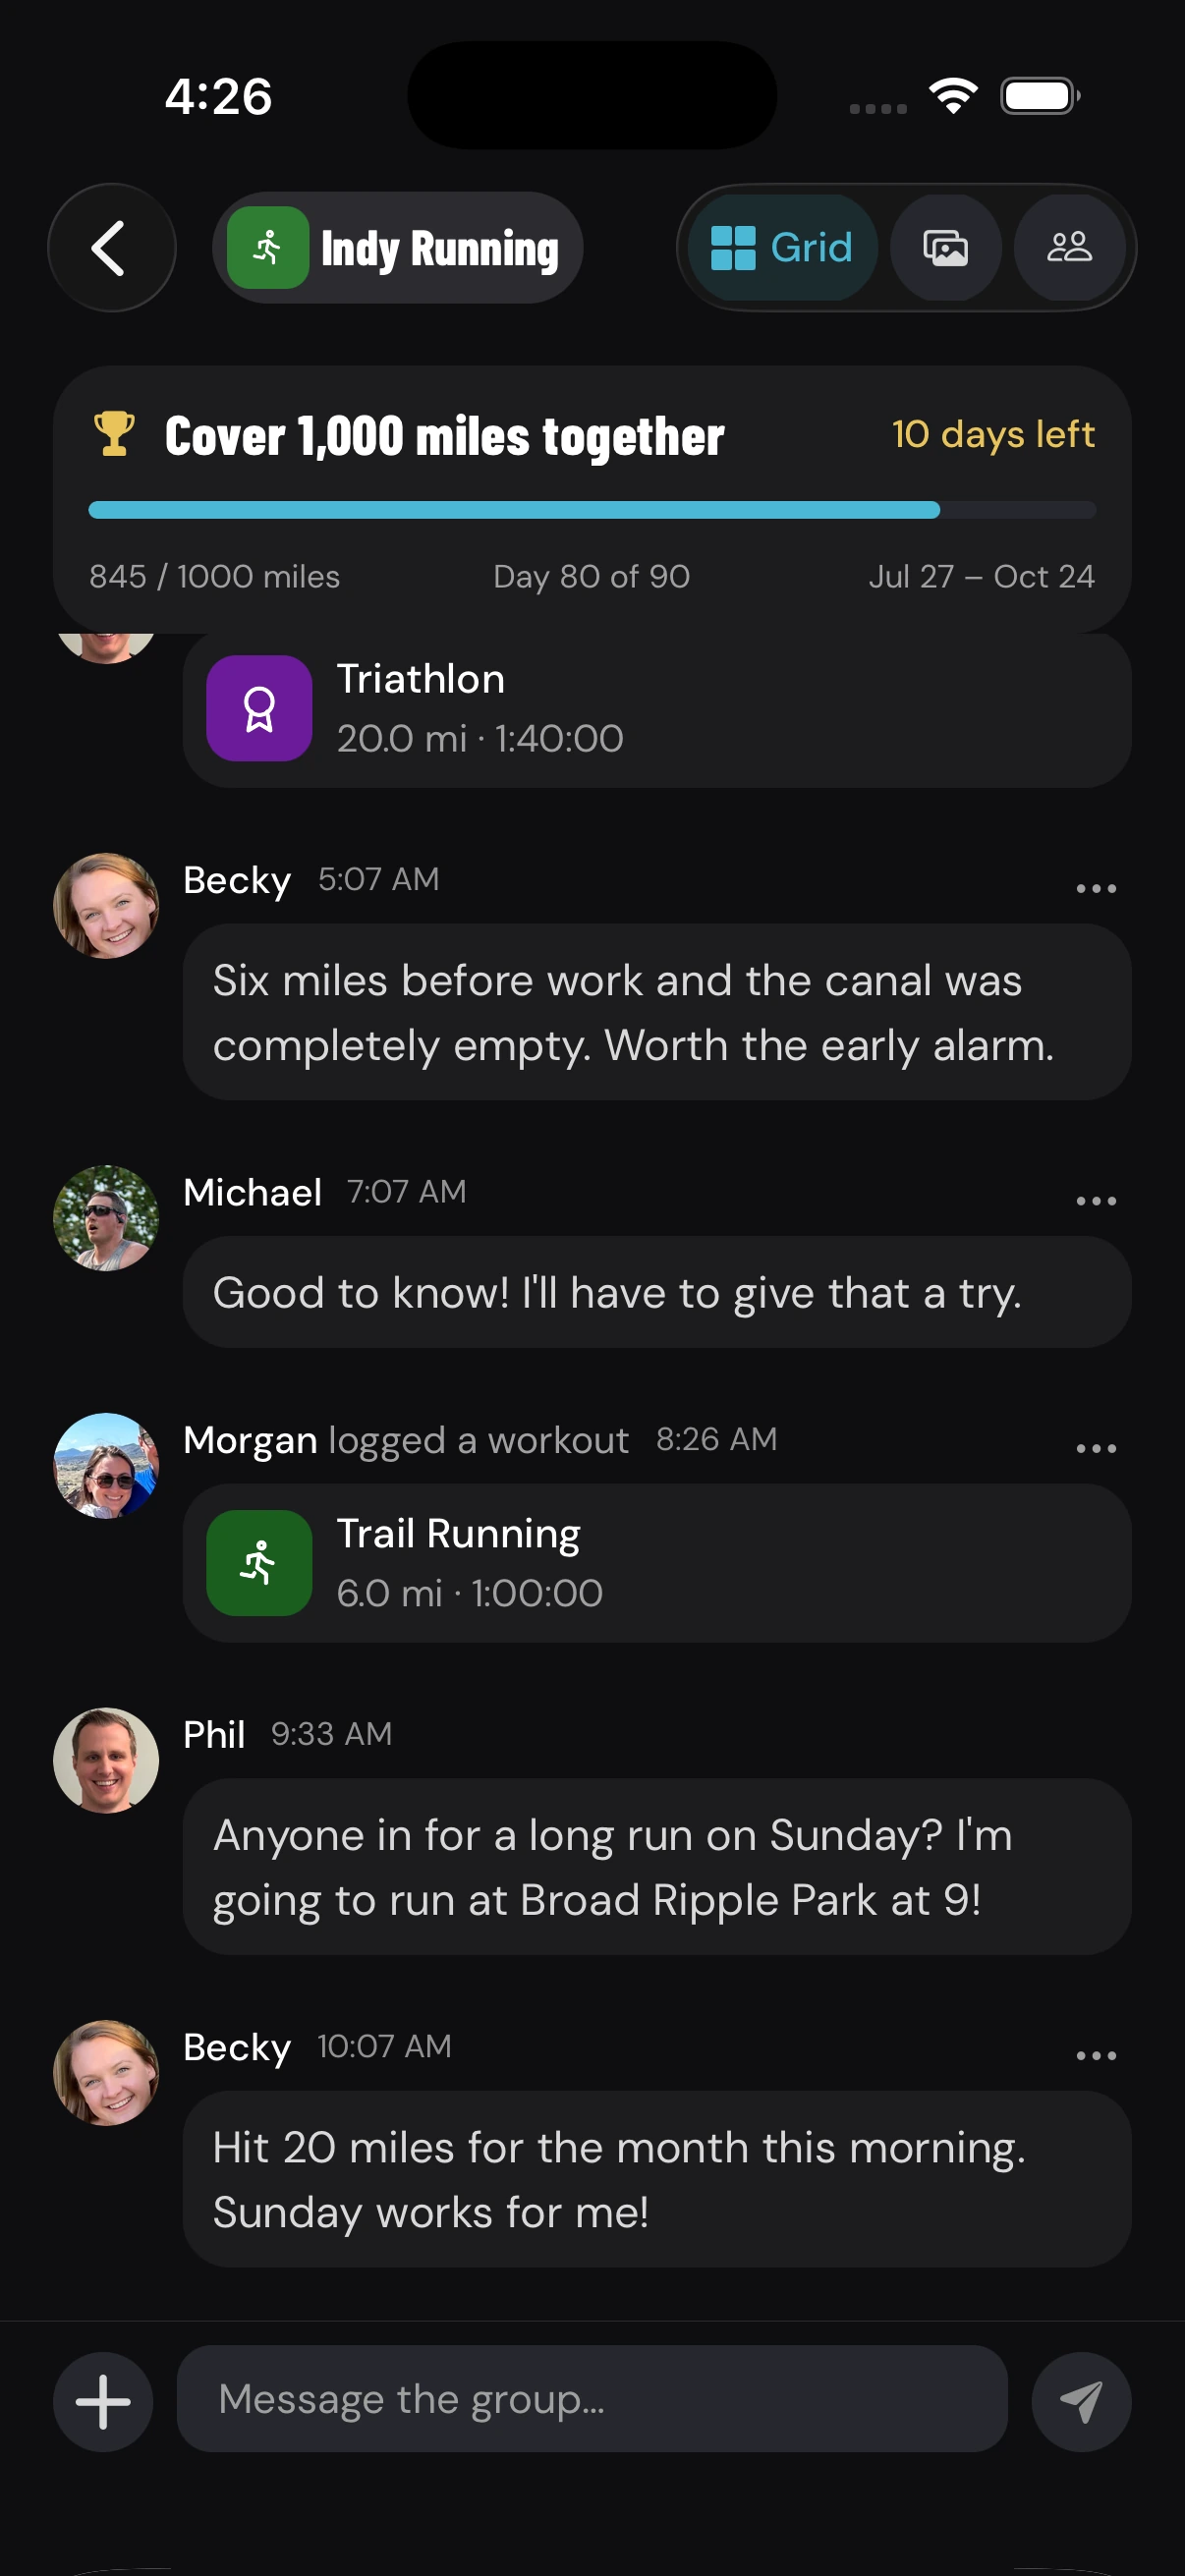 4:26
Indy Running
Grid
Cover 1,000 miles together
10 days left
845 / 1000 miles
Day 80 of 90
Jul 27 – Oct 24
Triathlon
20.0 mi · 1:40:00
Becky 5:07 AM
Six miles before work and the canal was
completely empty. Worth the early alarm.
Michael 7:07 AM
Good to know! I'll have to give that a try.
Morgan logged a workout 8:26 AM
Trail Running
6.0 mi · 1:00:00
Phil 9:33 AM
Anyone in for a long run on Sunday? I'm
going to run at Broad Ripple Park at 9!
Becky 10:07 AM
Hit 20 miles for the month this morning.
Sunday works for me!
Message the group...